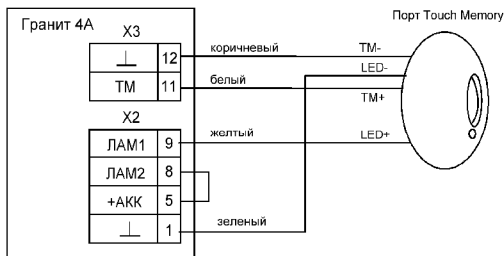 Порт Touch Memory
Гранит 4А
X3
⊥ 12 коричневый TM-
LED-
TM 11 белый
TM+
X2
ЛАМ1 9 желтый LED+
ЛАМ2 8
+АКК 5
⊥ 1 зеленый